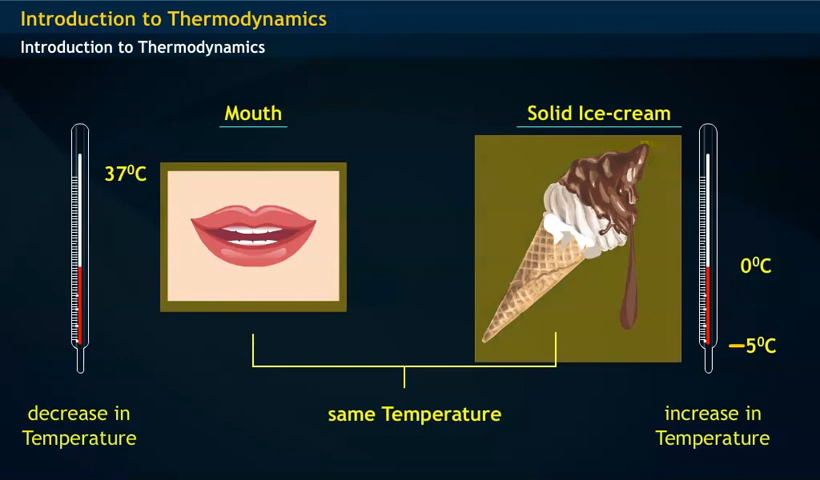 Introduction to Thermodynamics
Introduction to Thermodynamics
Mouth
Solid Ice-cream
37⁰C
0⁰C
—5⁰C
same Temperature
decrease in
Temperature
increase in
Temperature